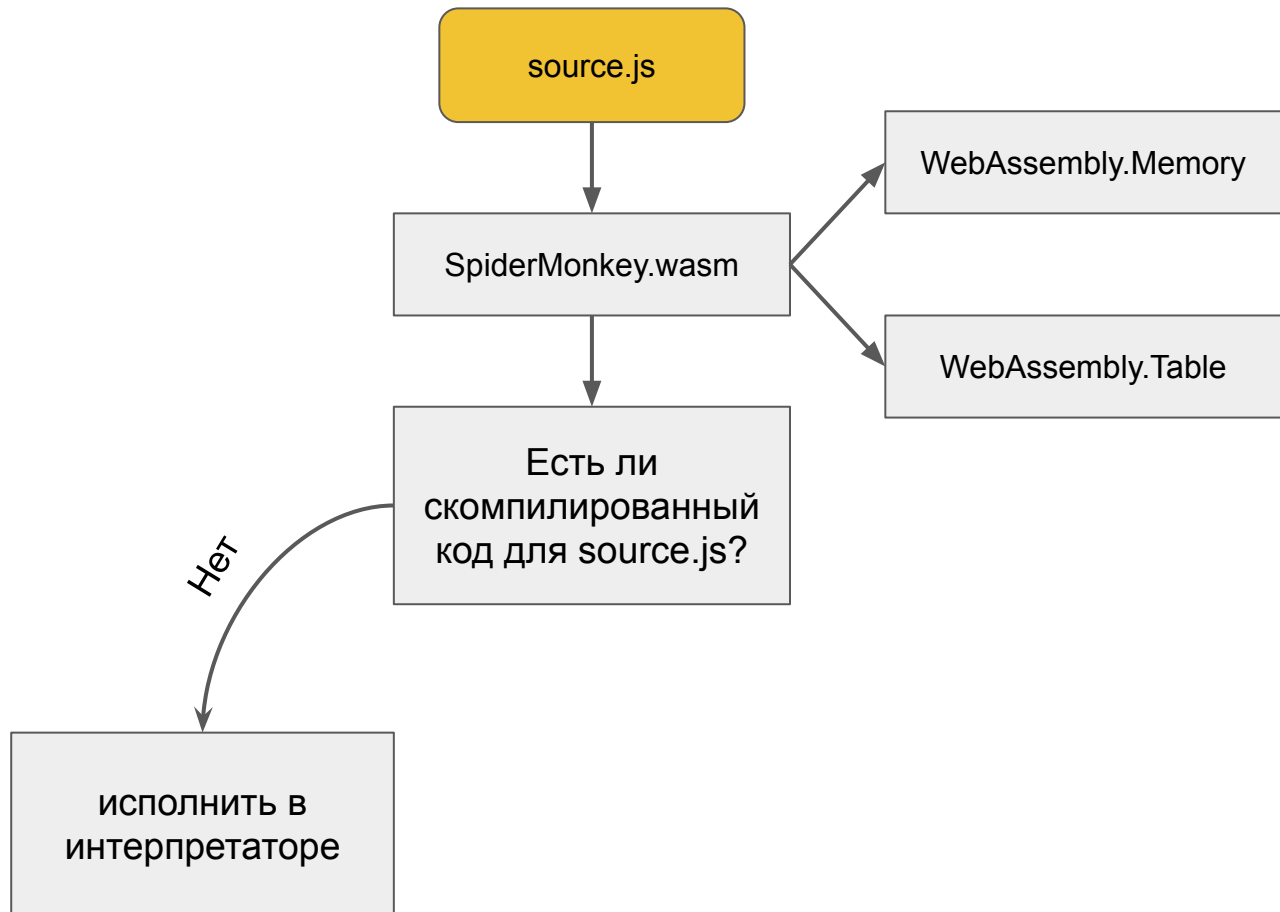 source.js
WebAssembly.Memory
SpiderMonkey.wasm
WebAssembly.Table
Есть ли
скомпилированный
код для source.js?
Нет
исполнить в
интерпретаторе